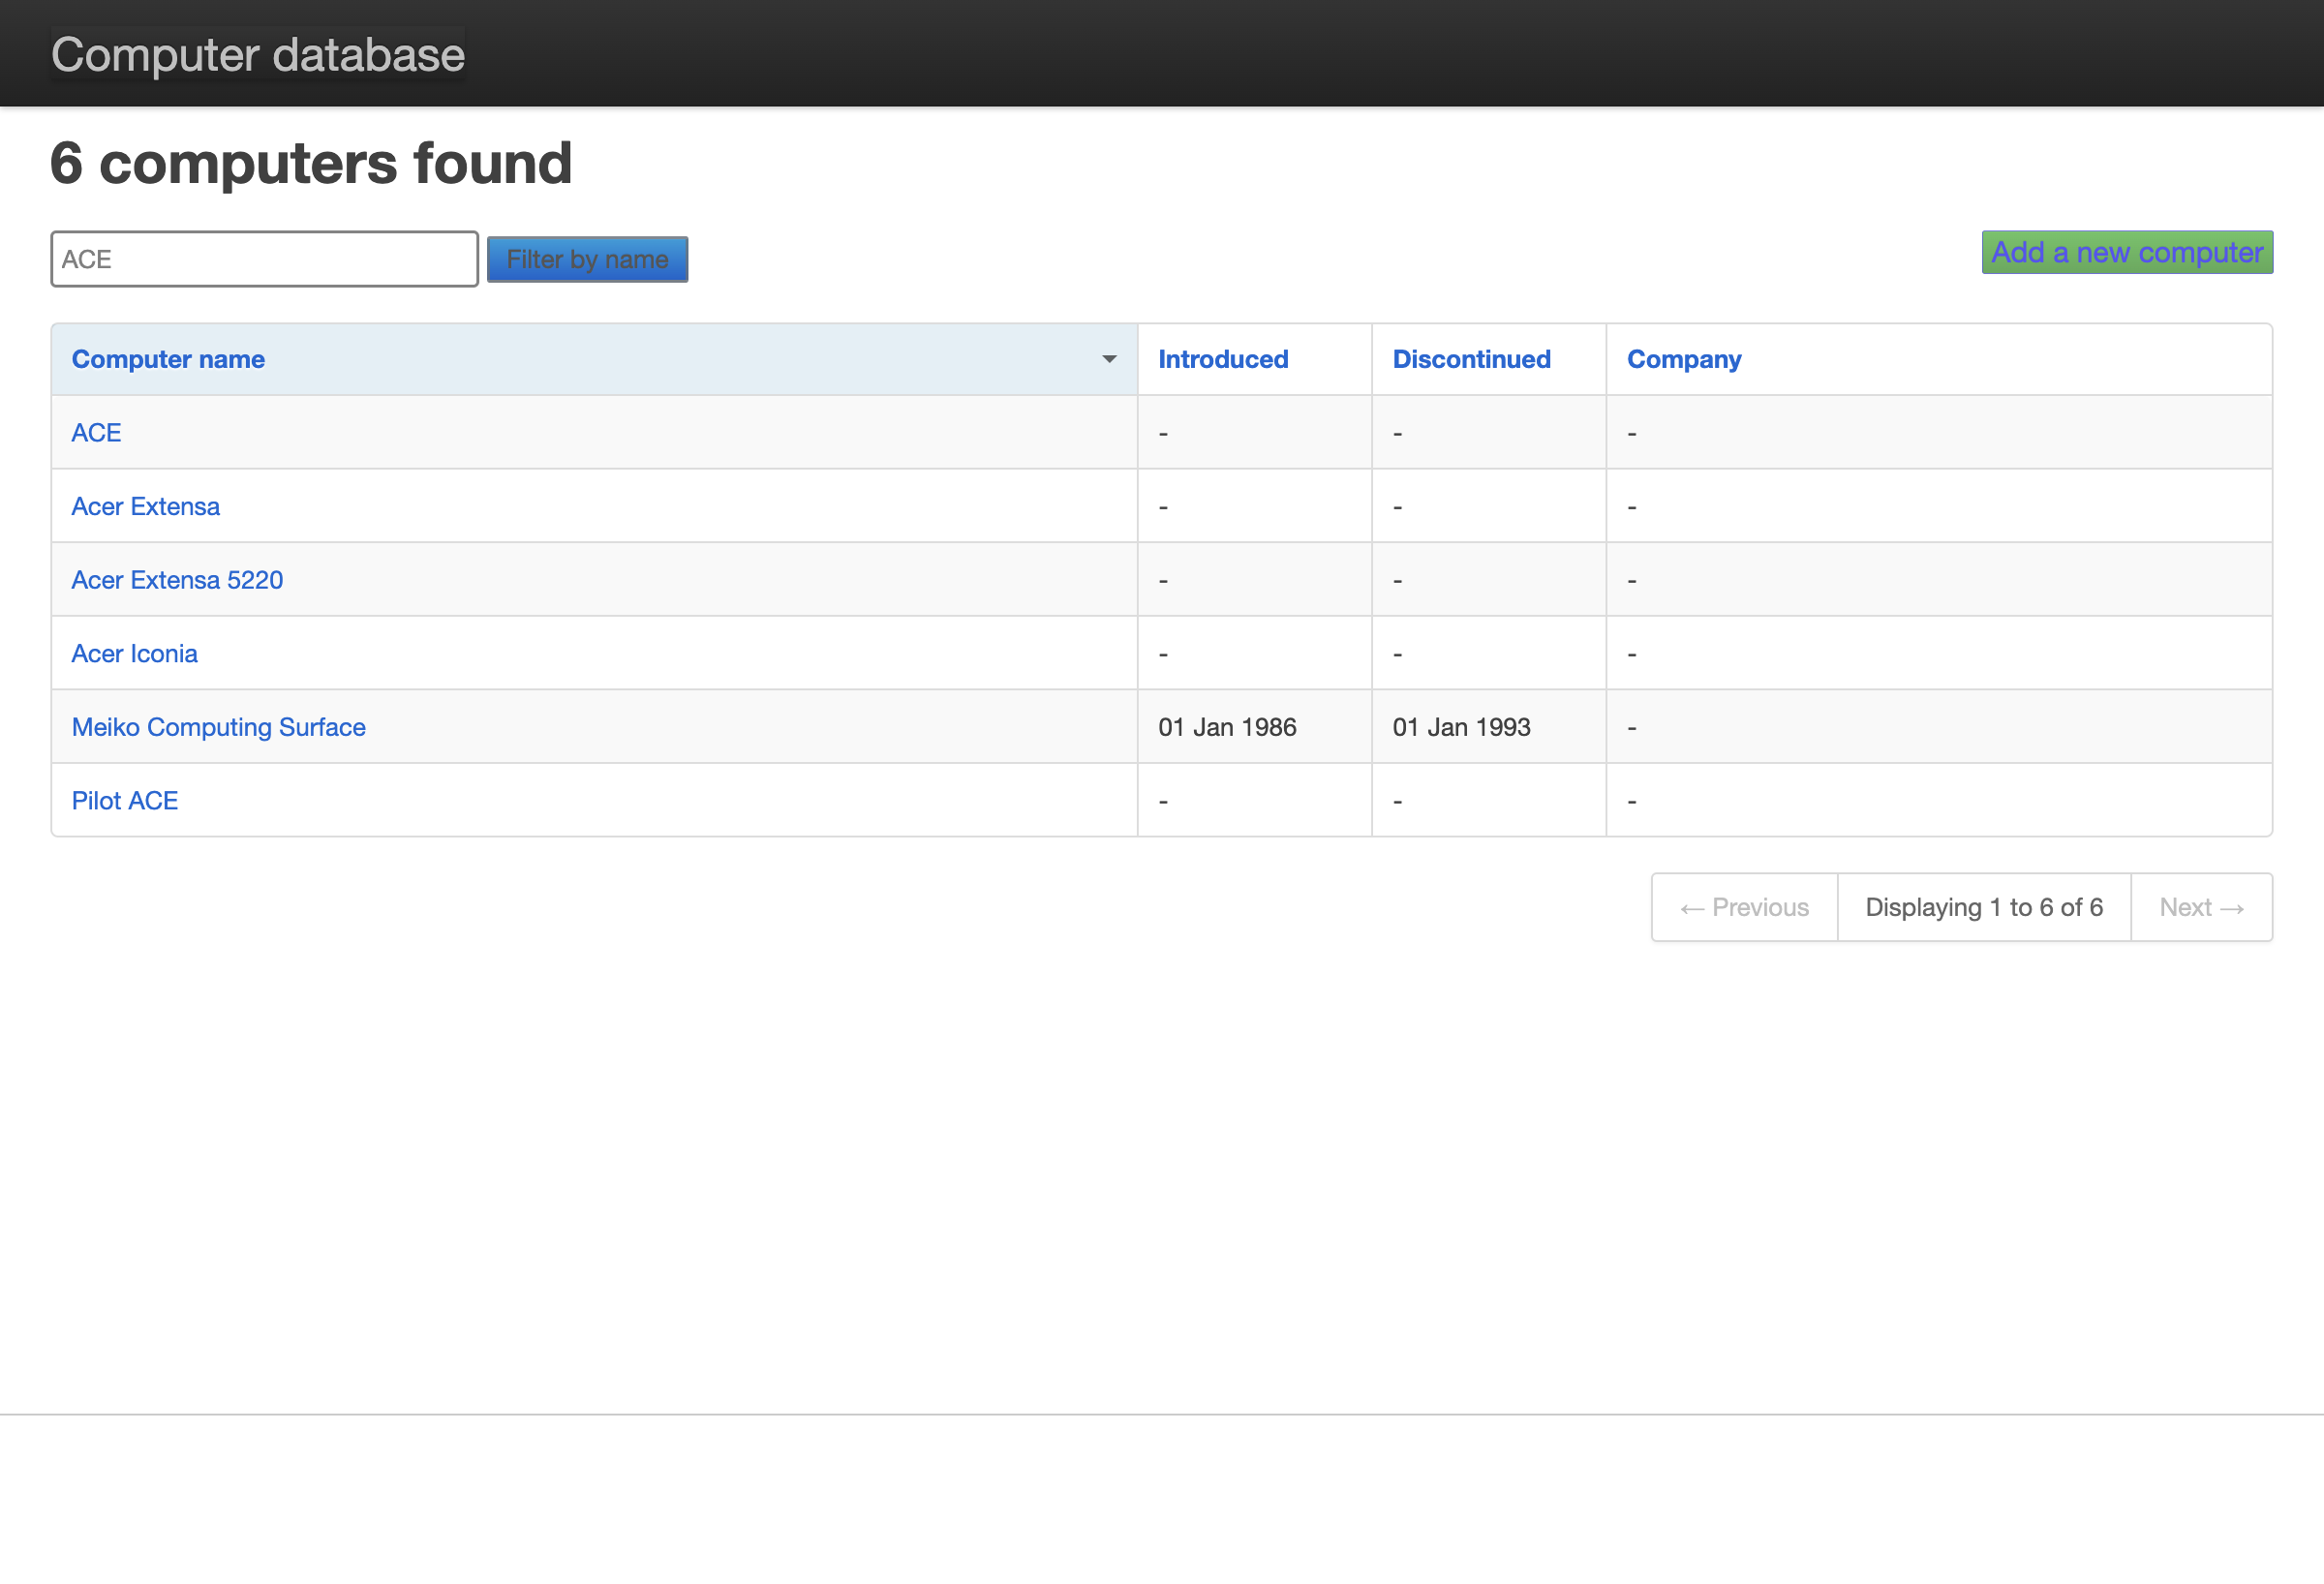 Computer database
6 computers found
ACE Filter by name Add a new computer
Computer name Introduced Discontinued Company
ACE - - -
Acer Extensa - - -
Acer Extensa 5220 - - -
Acer Iconia - - -
Meiko Computing Surface 01 Jan 1986 01 Jan 1993 -
Pilot ACE - - -
← Previous Displaying 1 to 6 of 6 Next →